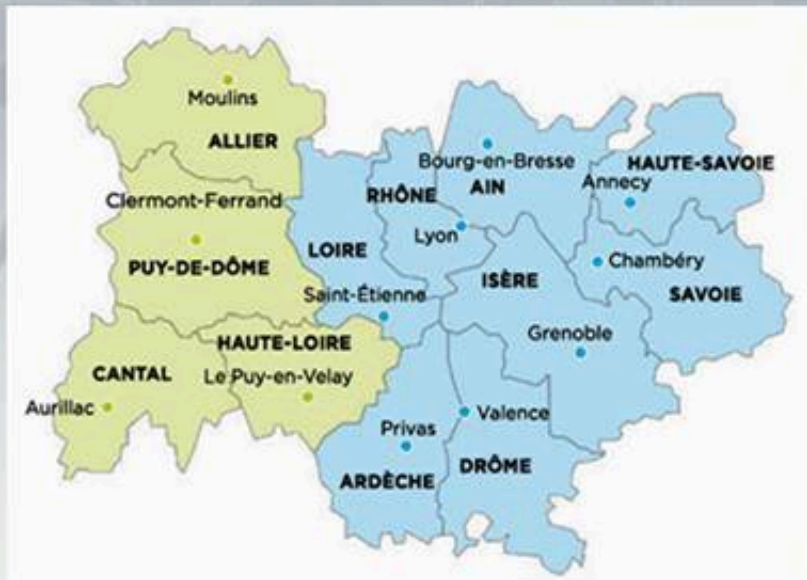 Moulins
ALLIER
Bourg-en-Bresse
AIN
HAUTE-SAVOIE
Annecy
RHÔNE
Clermont-Ferrand
PUY-DE-DÔME
LOIRE
Lyon
Chambéry
SAVOIE
ISÈRE
Saint-Étienne
Grenoble
HAUTE-LOIRE
Le Puy-en-Velay
CANTAL
Aurillac
Privas
ARDÈCHE
Valence
DRÔME